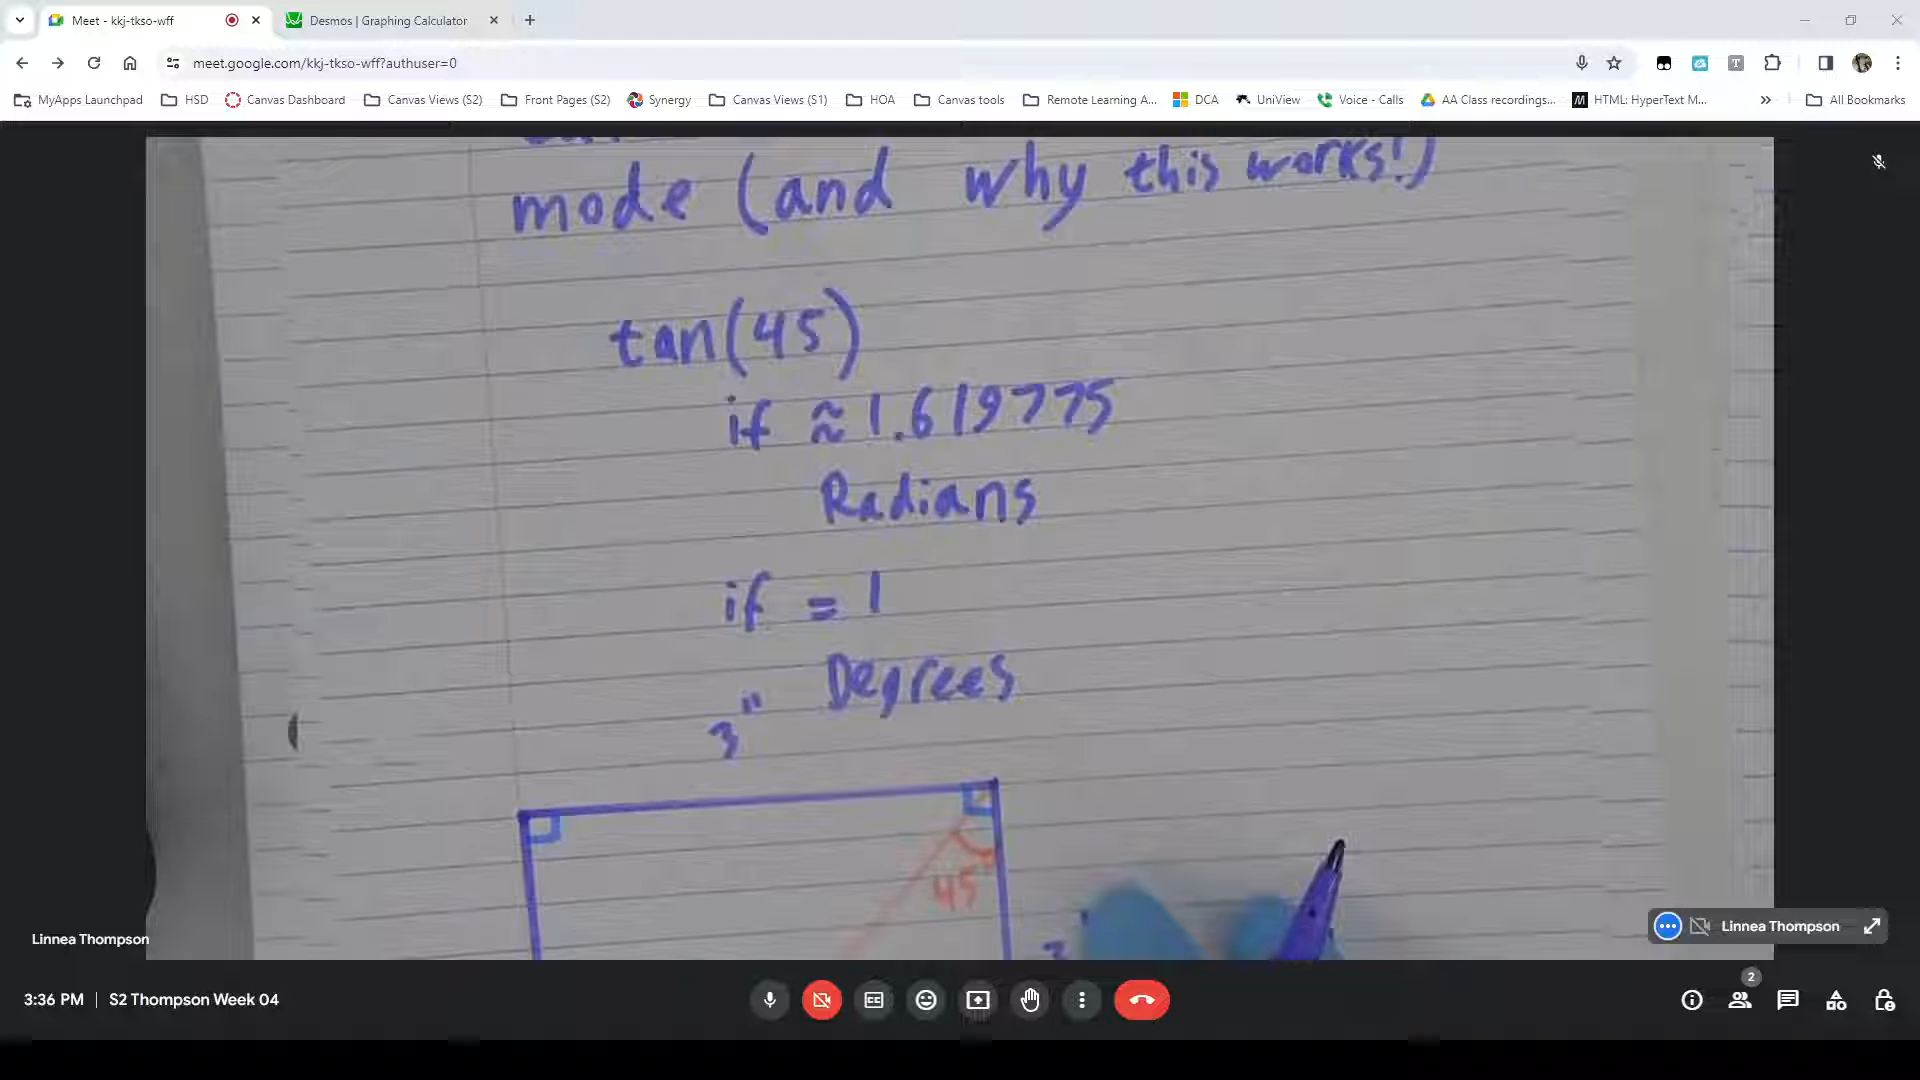 Meet - kkj-tkso-wff
Desmos | Graphing Calculator
meet.google.com/kkj-tkso-wff?authuser=0
MyApps Launchpad
HSD
Canvas Dashboard
Canvas Views (S2)
Front Pages (S2)
Synergy
Canvas Views (S1)
HOA
Canvas tools
Remote Learning A...
DCA
UniView
Voice - Calls
AA Class recordings...
HTML: HyperText M...
All Bookmarks
mode (and why this works!)
tan(45)
if ≈ 1.619775
Radians
if = 1
Degrees
3"
45
3
Linnea Thompson
Linnea Thompson
3:36 PM | S2 Thompson Week 04
2